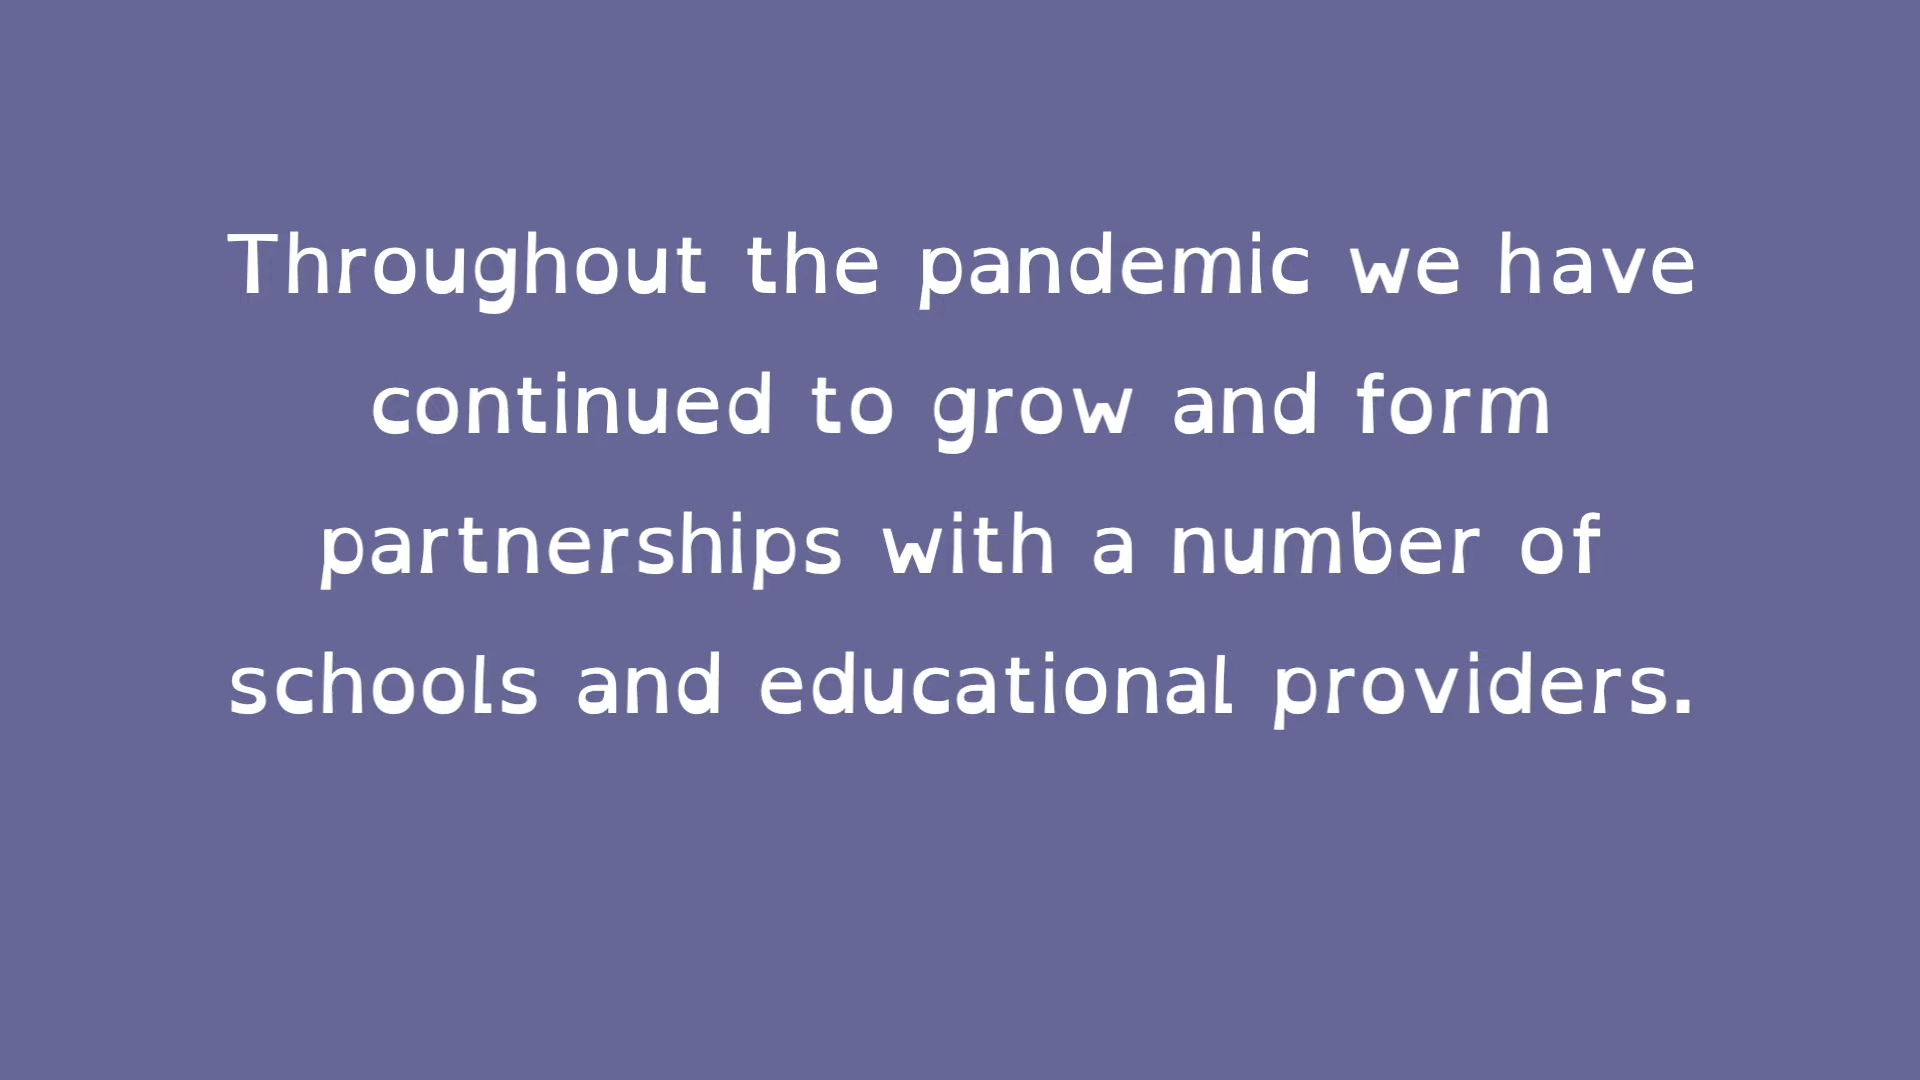 Throughout the pandemic we have
continued to grow and form
partnerships with a number of
schools and educational providers.